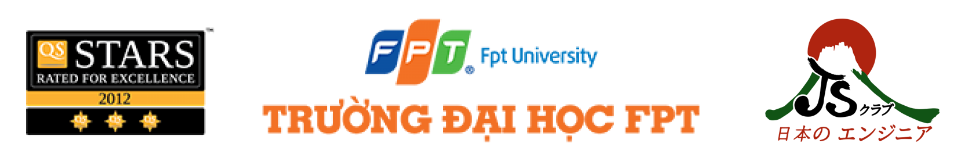 QS STARS
™
RATED FOR EXCELLENCE
2012
FPT
®
Fpt University
TRƯỜNG ĐẠI HỌC FPT
JS クラブ
日本の エンジニア